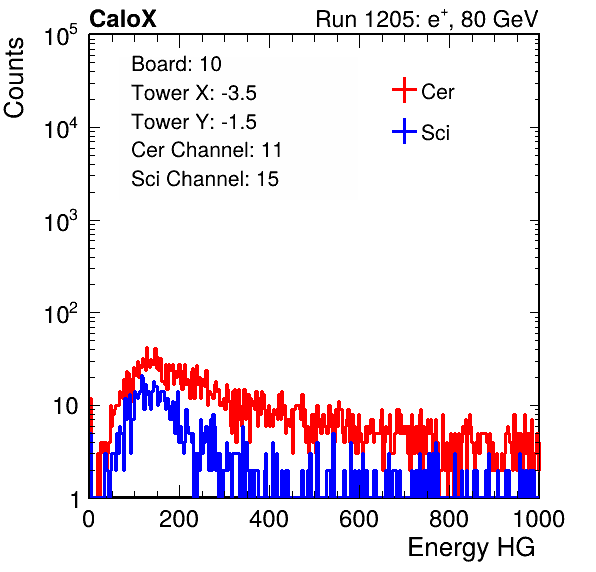 CaloX Run 1205: e⁺, 80 GeV
Counts
Board: 10
Tower X: -3.5
Tower Y: -1.5
Cer Channel: 11
Sci Channel: 15
Cer
Sci
10⁵
10⁴
10³
10²
10
1
0 200 400 600 800 1000
Energy HG